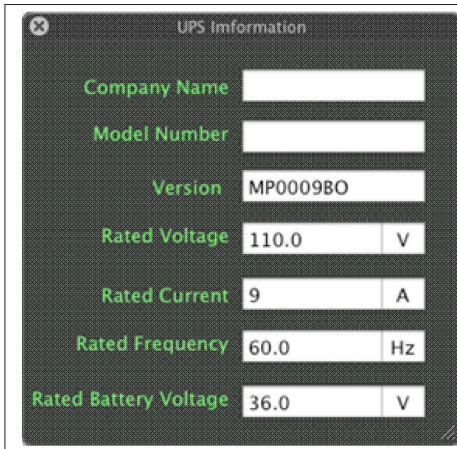 UPS Imformation
Company Name
Model Number
Version MP0009BO
Rated Voltage 110.0 V
Rated Current 9 A
Rated Frequency 60.0 Hz
Rated Battery Voltage 36.0 V